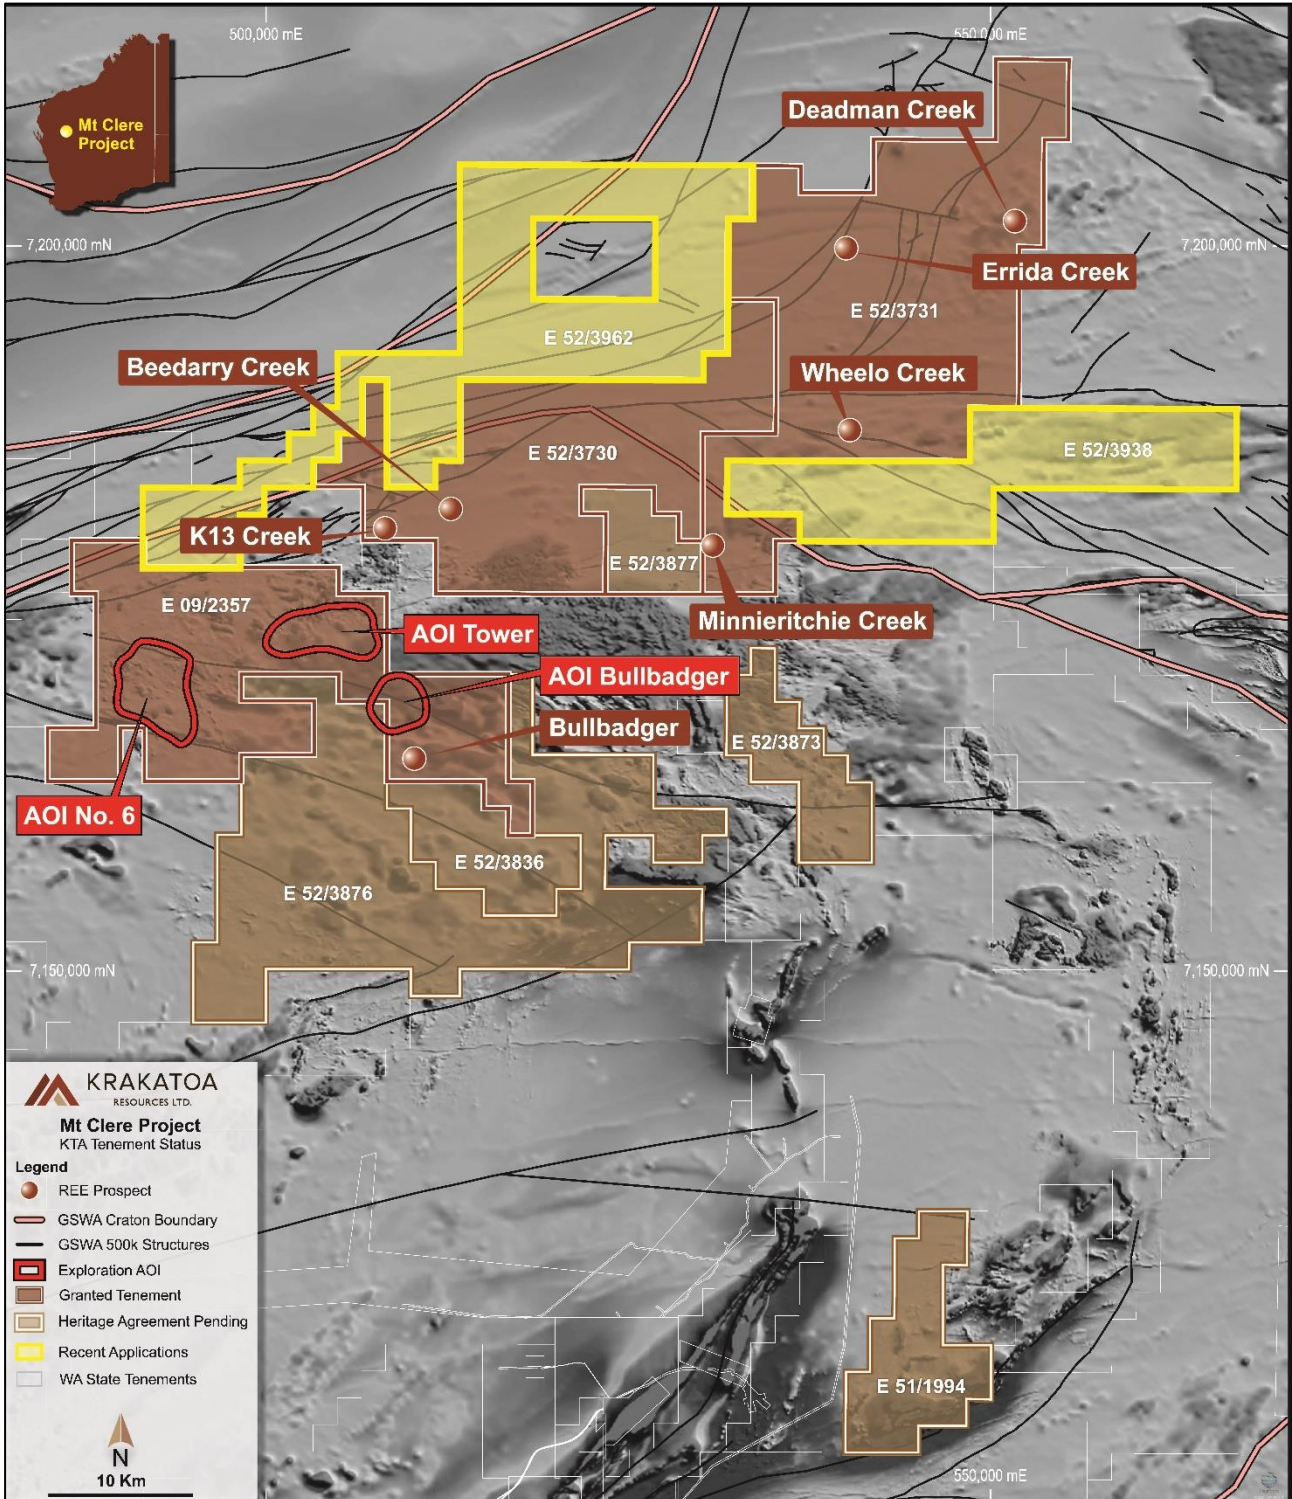 500,000 mE
550,000 mE
Mt Clere
Project
Deadman Creek
7,200,000 mN
7,200,000 mN
Errida Creek
E 52/3731
E 52/3962
Beedarry Creek
Wheelo Creek
E 52/3730
E 52/3938
K13 Creek
E 52/3877
E 09/2357
Minnieritchie Creek
AOI Tower
AOI Bullbadger
Bullbadger
E 52/3873
AOI No. 6
E 52/3836
E 52/3876
7,150,000 mN
7,150,000 mN
KRAKATOA
RESOURCES LTD.
Mt Clere Project
KTA Tenement Status
Legend
REE Prospect
GSWA Craton Boundary
GSWA 500k Structures
Exploration AOI
Granted Tenement
Heritage Agreement Pending
Recent Applications
WA State Tenements
N
10 Km
E 51/1994
550,000 mE